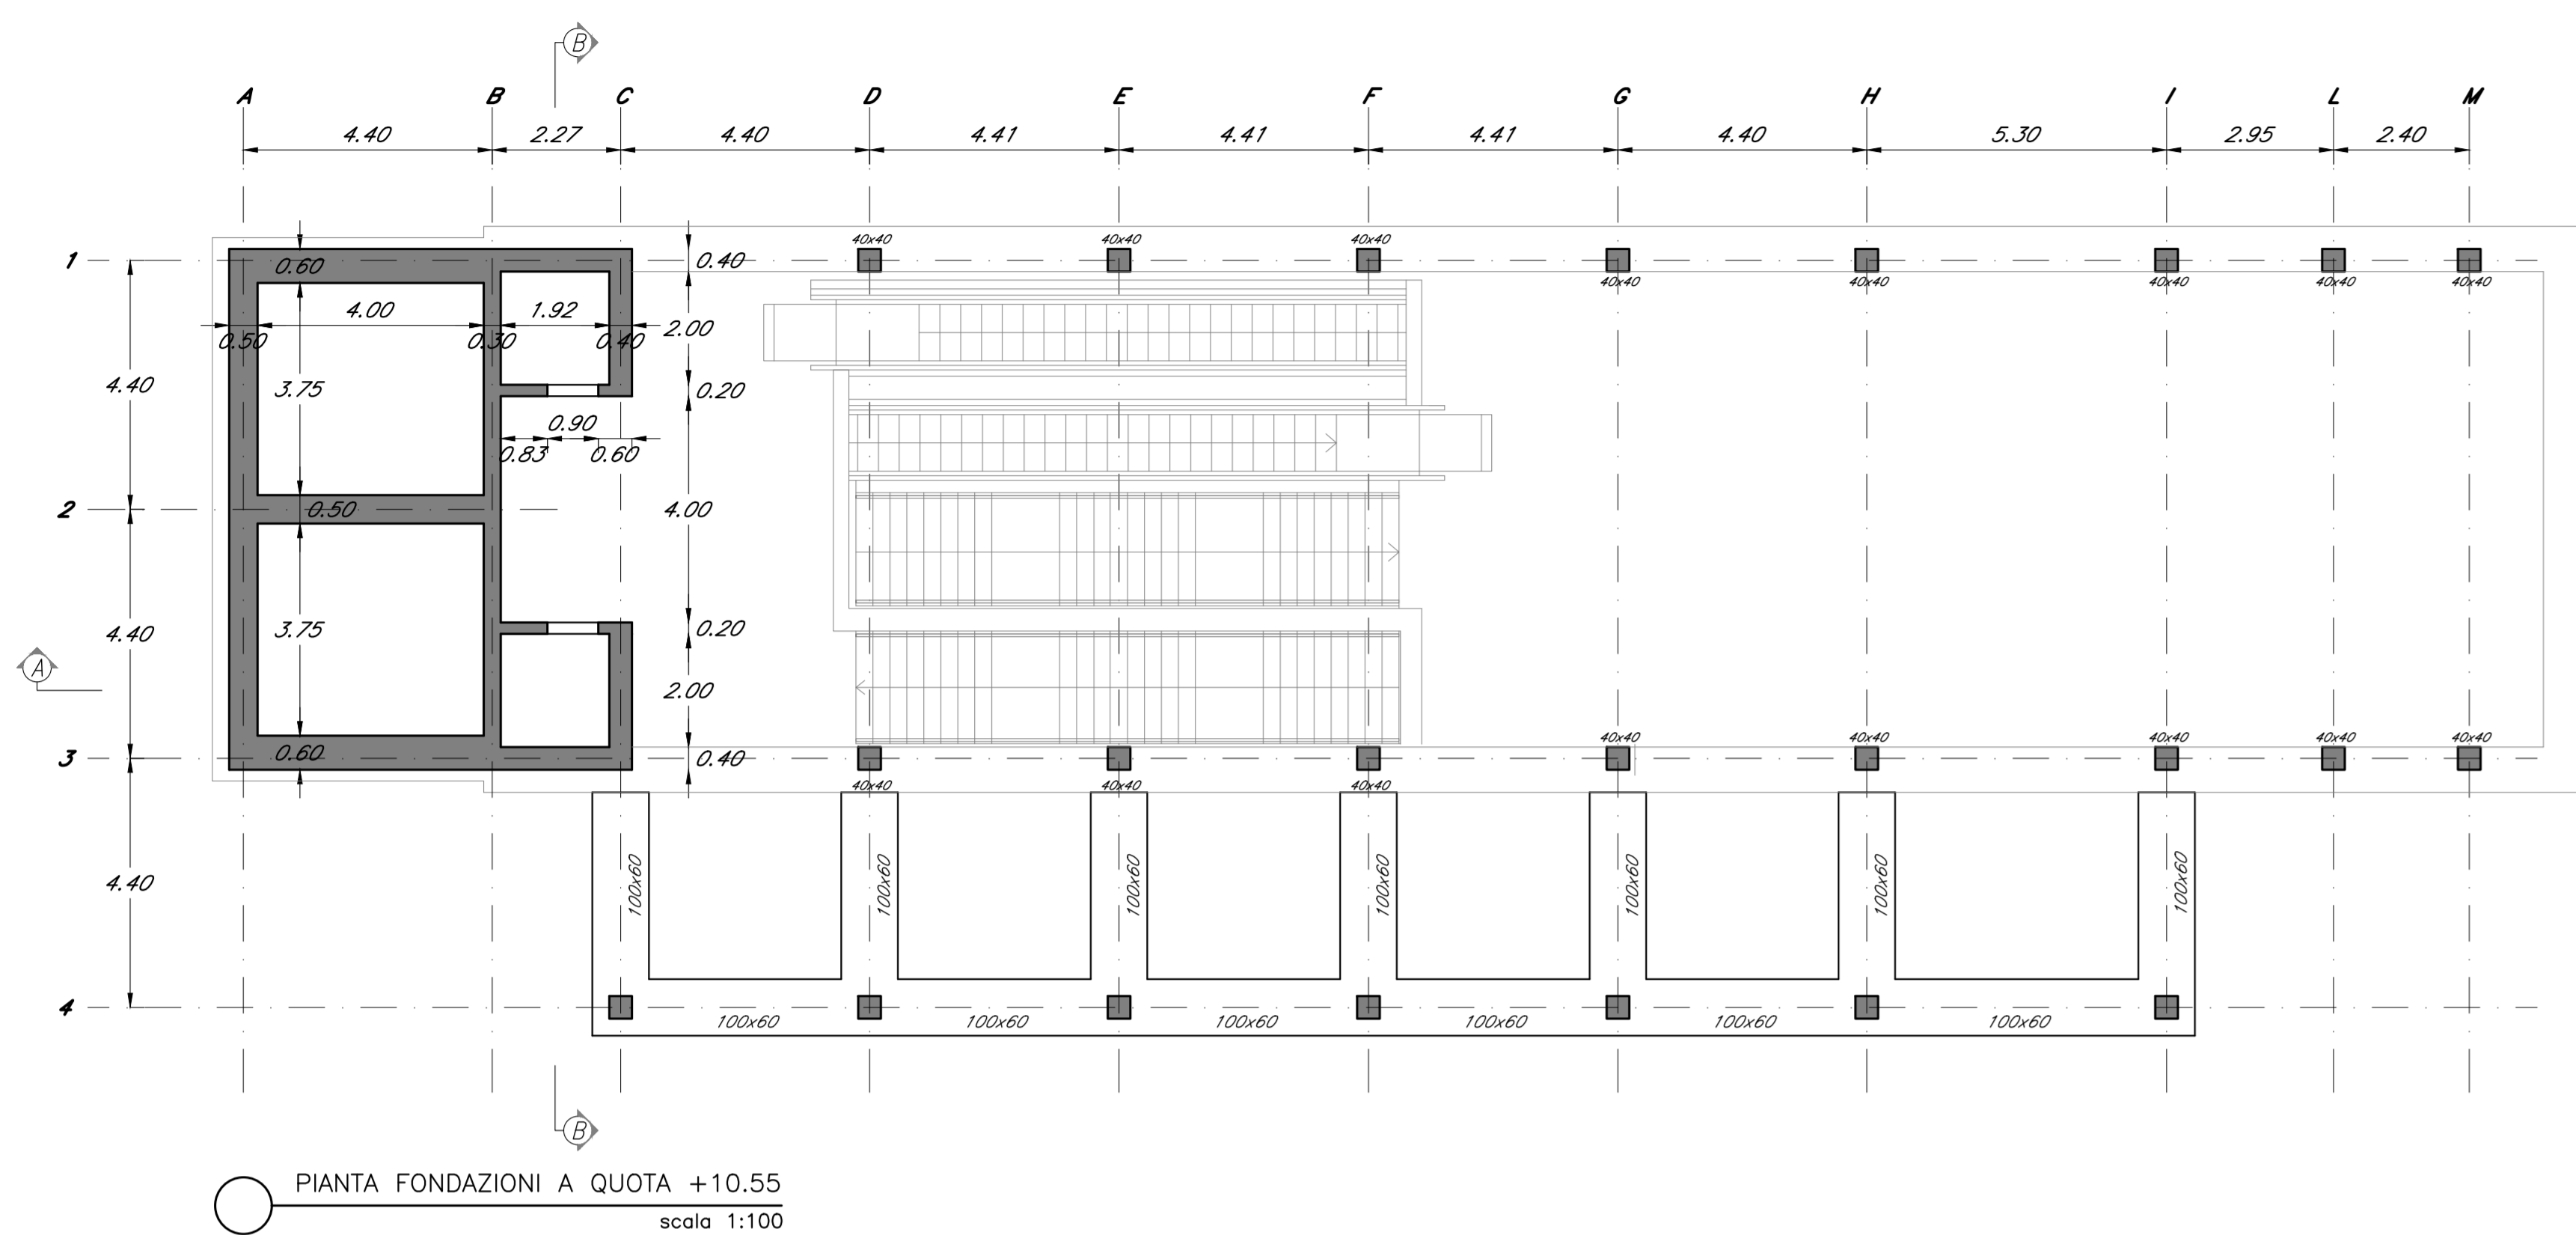 B
A B C D E F G H I L M
4.40 2.27 4.40 4.41 4.41 4.41 4.40 5.30 2.95 2.40
40x40 40x40 40x40
1 0.60 0.40
40x40 40x40 40x40 40x40 40x40
4.00 1.92 2.00
0.50 0.30 0.40
4.40 3.75 0.20
0.90
0.83 0.60
2 0.50 4.00
4.40 3.75 0.20
A
2.00
40x40 40x40 40x40 40x40 40x40
3 0.60 0.40
40x40 40x40 40x40
4.40 100x60 100x60 100x60 100x60 100x60 100x60 100x60
4
100x60 100x60 100x60 100x60 100x60 100x60
B
PIANTA FONDAZIONI A QUOTA +10.55
scala 1:100